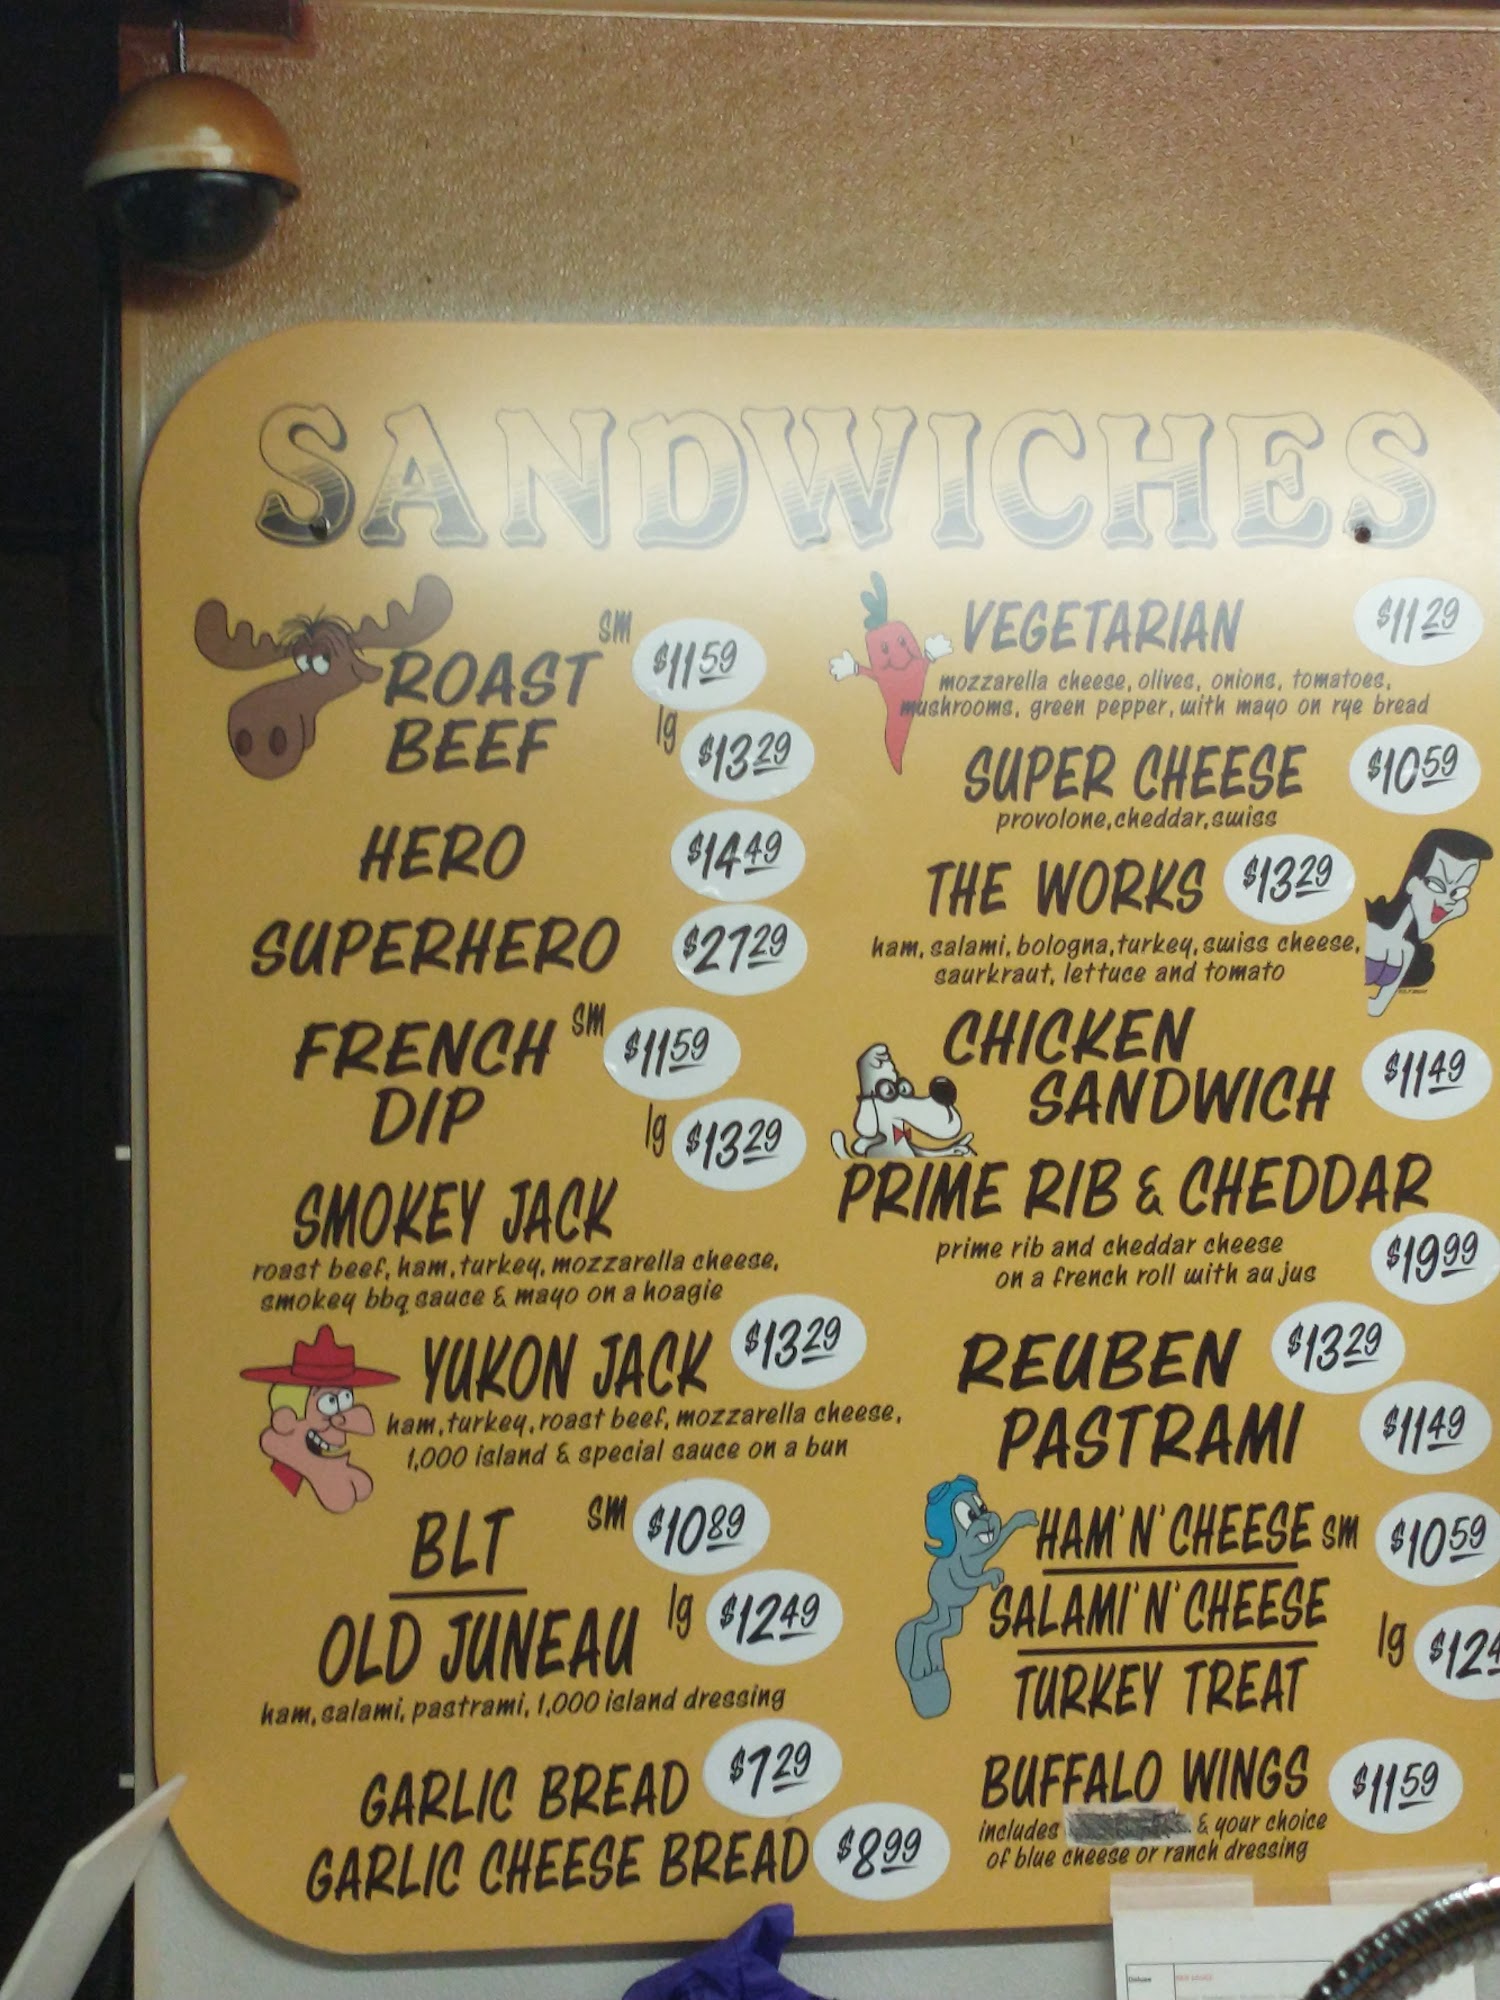 SANDWICHES
ROAST BEEF
sm $11.59
lg $13.29
HERO $14.49
SUPERHERO $27.29
FRENCH DIP
sm $11.59
lg $13.29
SMOKEY JACK
roast beef, ham, turkey, mozzarella cheese,
smokey bbq sauce & mayo on a hoagie
YUKON JACK $13.29
ham, turkey, roast beef, mozzarella cheese,
1,000 island & special sauce on a bun
BLT sm $10.89
OLD JUNEAU lg $12.49
ham, salami, pastrami, 1,000 island dressing
GARLIC BREAD $7.29
GARLIC CHEESE BREAD $8.99
VEGETARIAN $11.29
mozzarella cheese, olives, onions, tomatoes,
mushrooms, green pepper, with mayo on rye bread
SUPER CHEESE $10.59
provolone, cheddar, swiss
THE WORKS $13.29
ham, salami, bologna, turkey, swiss cheese,
saurkraut, lettuce and tomato
CHICKEN
SANDWICH $11.49
PRIME RIB & CHEDDAR
prime rib and cheddar cheese
on a french roll with au jus
$19.99
REUBEN $13.29
PASTRAMI $11.49
HAM 'N' CHEESE sm $10.59
SALAMI 'N' CHEESE
lg $12.4
TURKEY TREAT
BUFFALO WINGS $11.59
includes & your choice
of blue cheese or ranch dressing